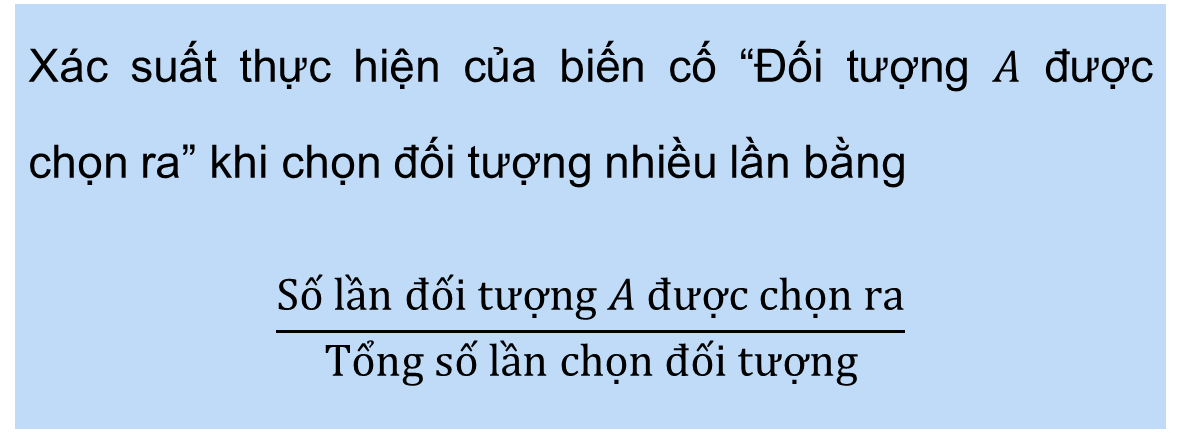 Xác suất thực hiện của biến cố “Đối tượng A được
chọn ra” khi chọn đối tượng nhiều lần bằng
Số lần đối tượng A được chọn ra
Tổng số lần chọn đối tượng